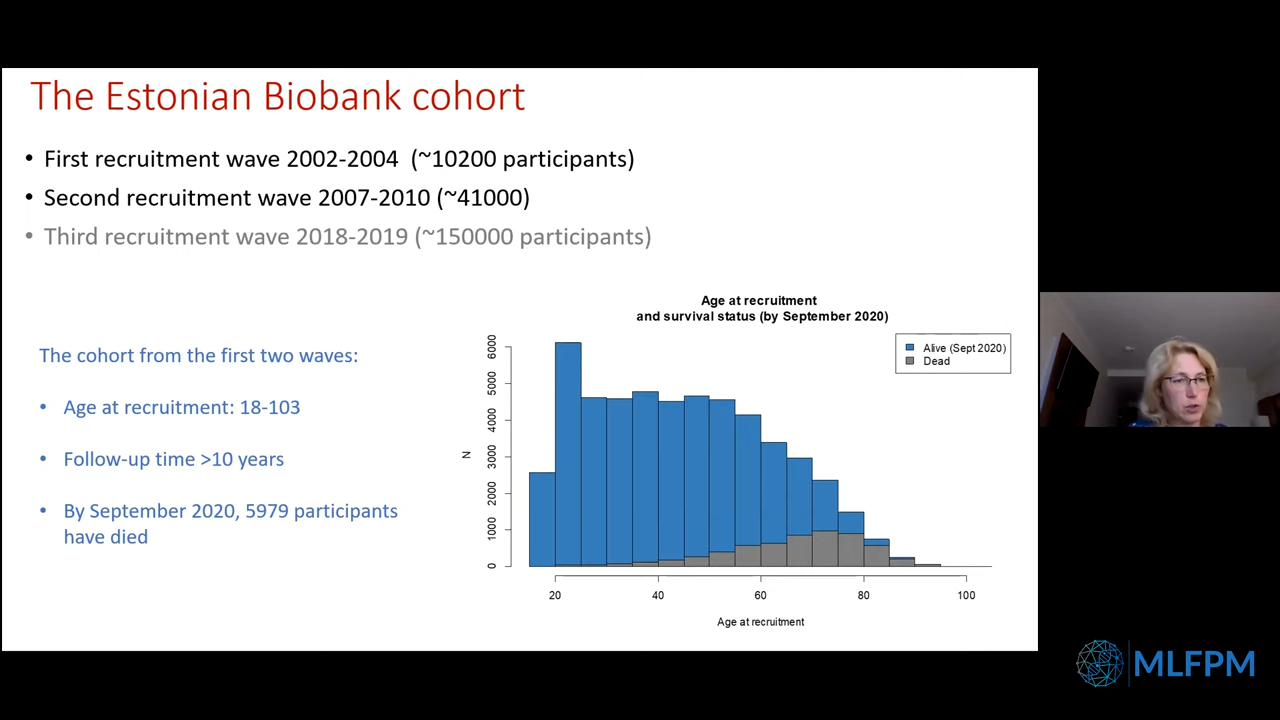 The Estonian Biobank cohort
• First recruitment wave 2002-2004 (~10200 participants)
• Second recruitment wave 2007-2010 (~41000)
• Third recruitment wave 2018-2019 (~150000 participants)
The cohort from the first two waves:
• Age at recruitment: 18-103
• Follow-up time >10 years
• By September 2020, 5979 participants
have died
Age at recruitment
and survival status (by September 2020)
Alive (Sept 2020)
Dead
N
6000
5000
4000
3000
2000
1000
0
20 40 60 80 100
Age at recruitment
MLFPM